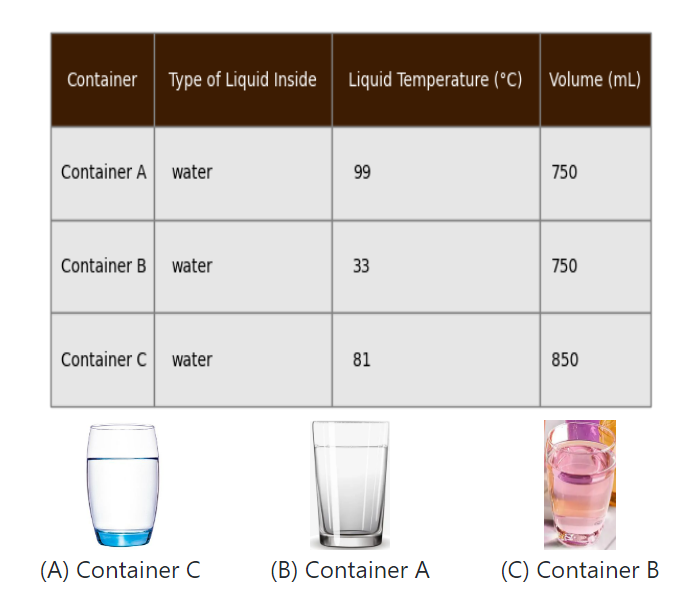 Container Type of Liquid Inside Liquid Temperature (°C) Volume (mL)
Container A water 99 750
Container B water 33 750
Container C water 81 850
(A) Container C (B) Container A (C) Container B